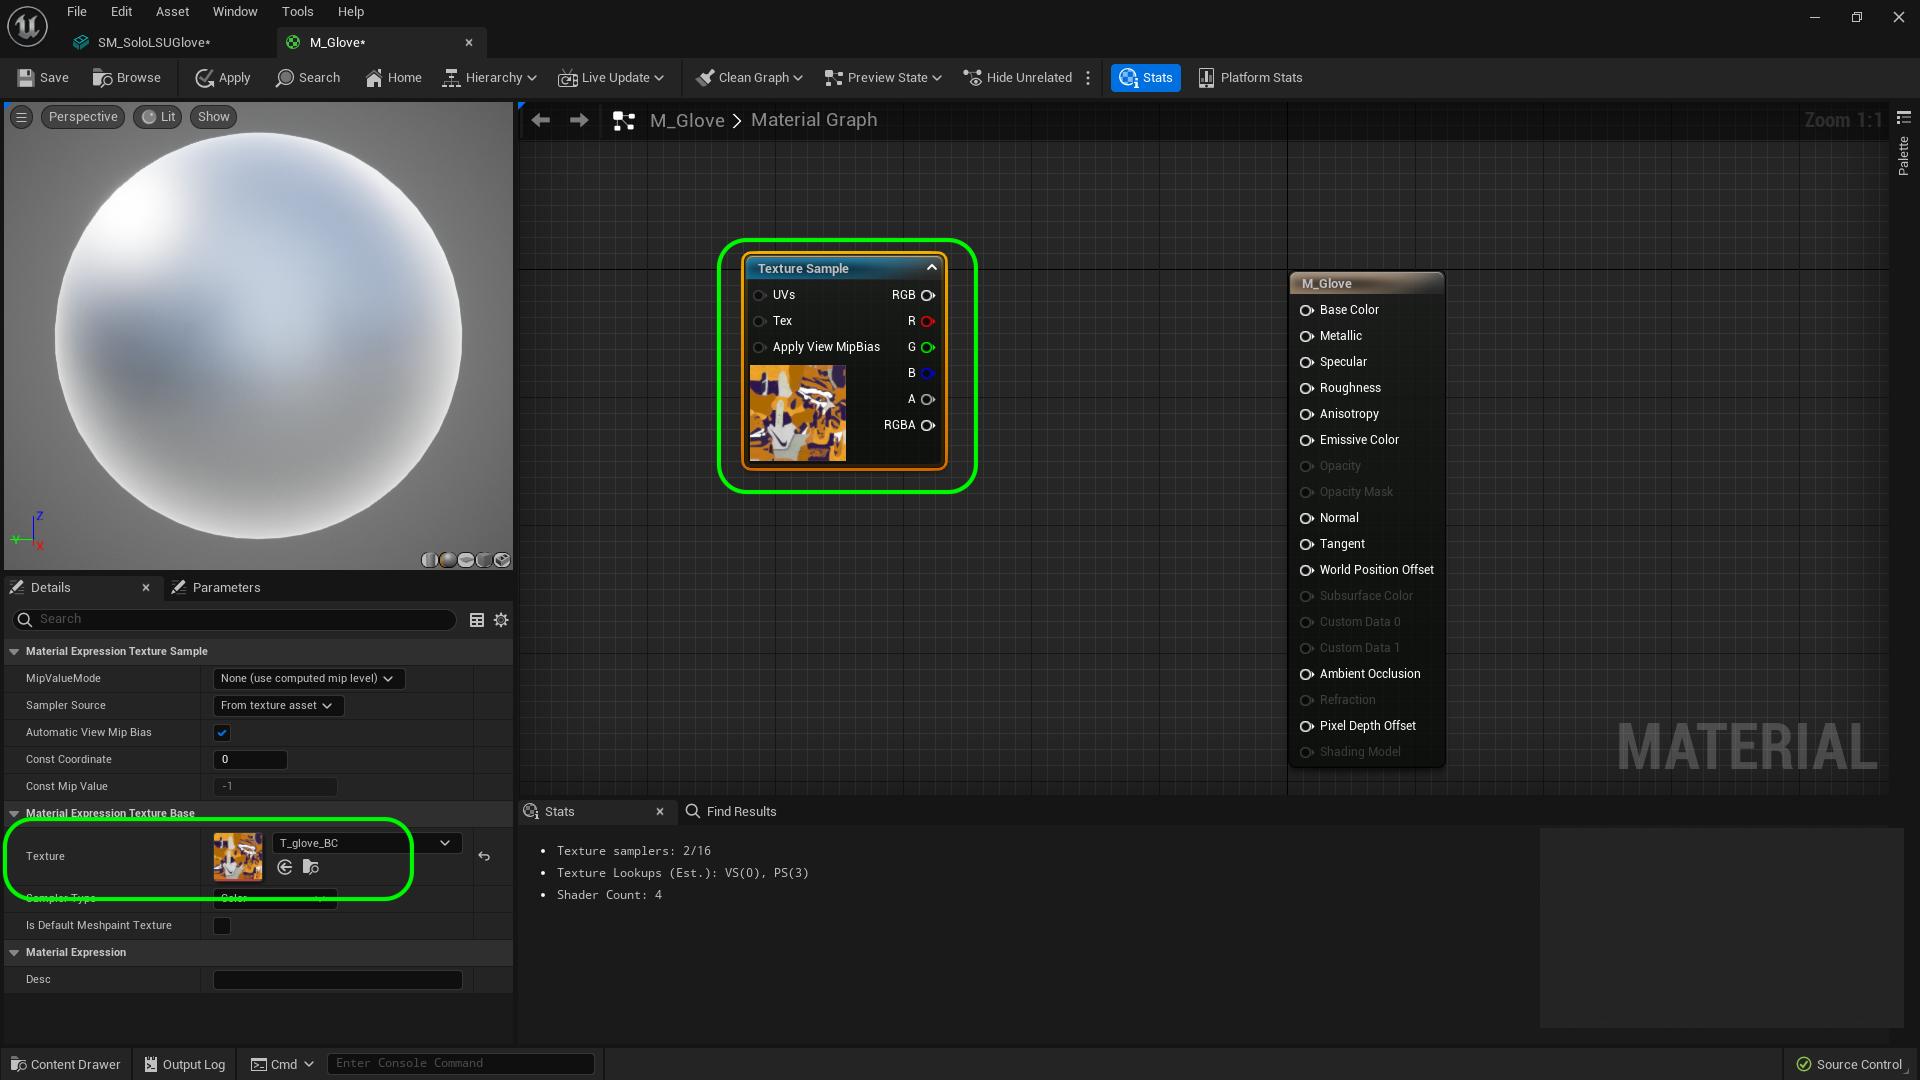 File Edit Asset Window Tools Help
SM_SoloLSUGlove* M_Glove*
Save Browse Apply Search Home Hierarchy Live Update Clean Graph Preview State Hide Unrelated Stats Platform Stats
Perspective Lit Show
M_Glove > Material Graph
Zoom 1:1
Palette
Texture Sample
UVs RGB
Tex R
Apply View MipBias G
B
A
RGBA
M_Glove
Base Color
Metallic
Specular
Roughness
Anisotropy
Emissive Color
Opacity
Opacity Mask
Normal
Tangent
World Position Offset
Subsurface Color
Custom Data 0
Custom Data 1
Ambient Occlusion
Refraction
Pixel Depth Offset
Shading Model
MATERIAL
Z
Y
X
Details Parameters
Search
Material Expression Texture Sample
MipValueMode None (use computed mip level)
Sampler Source From texture asset
Automatic View Mip Bias
Const Coordinate 0
Const Mip Value -1
Material Expression Texture Base
Texture T_glove_BC
Sampler Type Color
Is Default Meshpaint Texture
Material Expression
Desc
Stats Find Results
• Texture samplers: 2/16
• Texture Lookups (Est.): VS(0), PS(3)
• Shader Count: 4
Content Drawer Output Log Cmd Enter Console Command Source Control